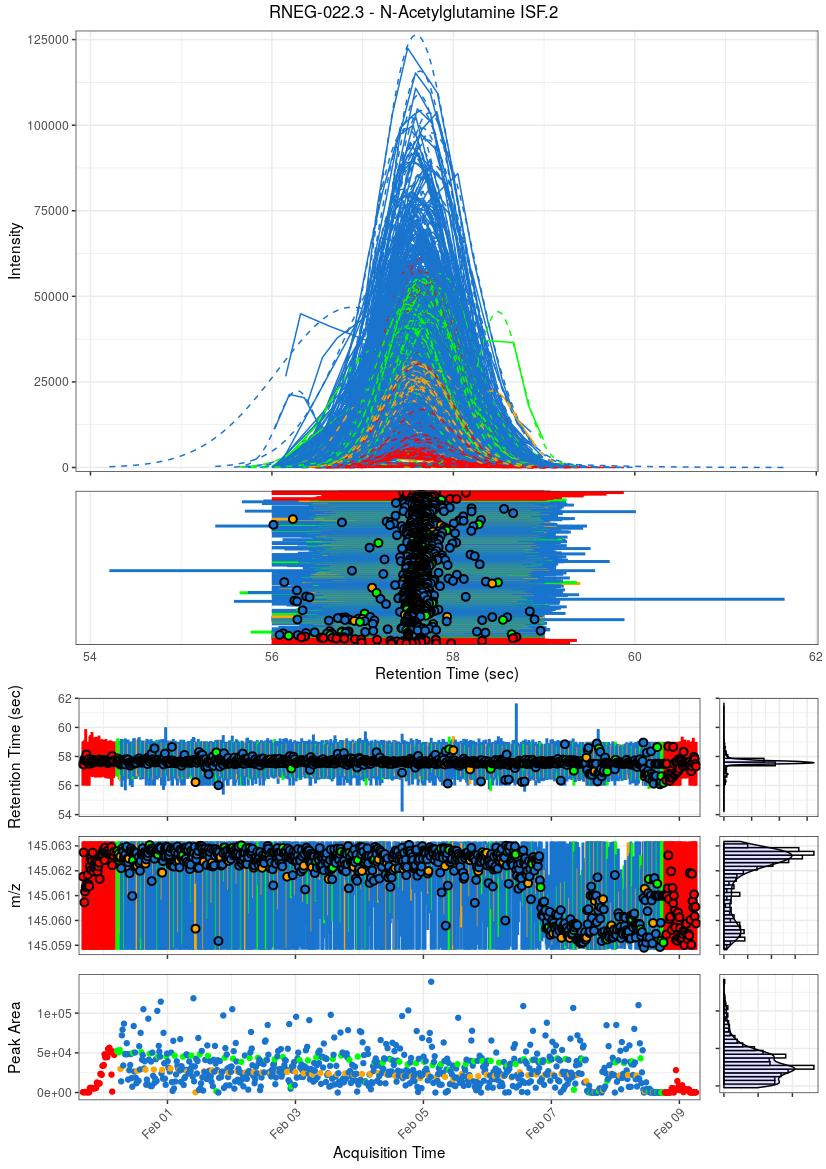 RNEG-022.3 - N-Acetylglutamine ISF.2
Intensity
125000
100000
75000
50000
25000
0
54
56
58
60
62
Retention Time (sec)
Retention Time (sec)
62
60
58
56
54
m/z
145.063
145.062
145.061
145.060
145.059
Peak Area
1e+05
5e+04
0e+00
Feb 01
Feb 03
Feb 05
Feb 07
Feb 09
Acquisition Time